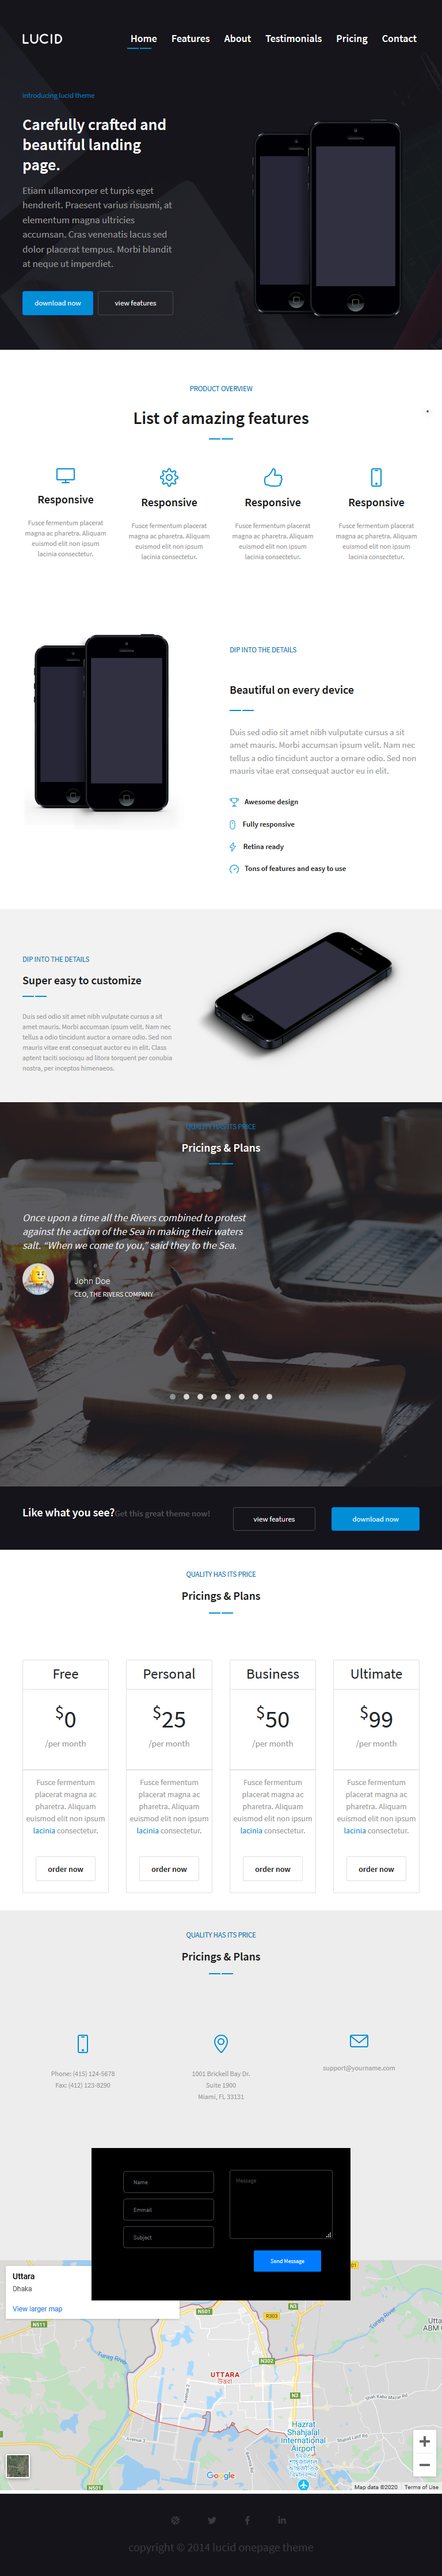 LUCID
Home Features About Testimonials Pricing Contact
introducing lucid theme
Carefully crafted and
beautiful landing
page.
Etiam ullamcorper et turpis eget
hendrerit. Praesent varius risusmi, at
elementum magna ultricies
accumsan. Cras venenatis lacus sed
dolor placerat tempus. Morbi blandit
at neque ut imperdiet.
download now view features
PRODUCT OVERVIEW
List of amazing features
Responsive
Fusce fermentum placerat
magna ac pharetra. Aliquam
euismod elit non ipsum
lacinia consectetur.
Responsive
Fusce fermentum placerat
magna ac pharetra. Aliquam
euismod elit non ipsum
lacinia consectetur.
Responsive
Fusce fermentum placerat
magna ac pharetra. Aliquam
euismod elit non ipsum
lacinia consectetur.
Responsive
Fusce fermentum placerat
magna ac pharetra. Aliquam
euismod elit non ipsum
lacinia consectetur.
DIP INTO THE DETAILS
Beautiful on every device
Duis sed odio sit amet nibh vulputate cursus a sit
amet mauris. Morbi accumsan ipsum velit. Nam nec
tellus a odio tincidunt auctor a ornare odio. Sed non
mauris vitae erat consequat auctor eu in elit.
Awesome design
Fully responsive
Retina ready
Tons of features and easy to use
DIP INTO THE DETAILS
Super easy to customize
Duis sed odio sit amet nibh vulputate cursus a sit
amet mauris. Morbi accumsan ipsum velit. Nam nec
tellus a odio tincidunt auctor a ornare odio. Sed non
mauris vitae erat consequat auctor eu in elit. Class
aptent taciti sociosqu ad litora torquent per conubia
nostra, per inceptos himenaeos.
QUALITY HAS ITS PRICE
Pricings & Plans
Once upon a time all the Rivers combined to protest
against the action of the Sea in making their waters
salt. “When we come to you,” said they to the Sea.
John Doe
CEO, THE RIVERS COMPANY
Like what you see?Get this great theme now!
view features download now
QUALITY HAS ITS PRICE
Pricings & Plans
Free
$0
/per month
Fusce fermentum
placerat magna ac
pharetra. Aliquam
euismod elit non ipsum
lacinia consectetur.
order now
Personal
$25
/per month
Fusce fermentum
placerat magna ac
pharetra. Aliquam
euismod elit non ipsum
lacinia consectetur.
order now
Business
$50
/per month
Fusce fermentum
placerat magna ac
pharetra. Aliquam
euismod elit non ipsum
lacinia consectetur.
order now
Ultimate
$99
/per month
Fusce fermentum
placerat magna ac
pharetra. Aliquam
euismod elit non ipsum
lacinia consectetur.
order now
QUALITY HAS ITS PRICE
Pricings & Plans
Phone: (415) 124-5678
Fax: (412) 123-8290
1001 Brickell Bay Dr.
Suite 1900
Miami, FL 33131
support@yourname.com
Name
Emmail
Subject
Message
Send Message
Uttara
Dhaka
View larger map
N501
R303
N3
N511
N302
Turag River
Turag River
UTTARA
N3
Hazrat
Shahjalal
International
Airport
N501
Google
Map data ©2020 Terms of Use
copyright © 2014 lucid onepage theme